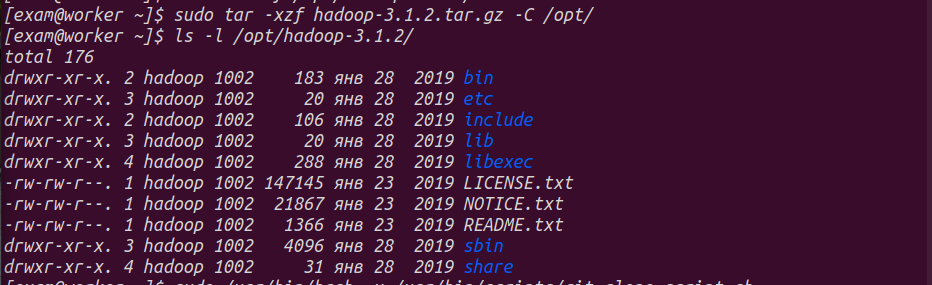 [exam@worker ~]$ sudo tar -xzf hadoop-3.1.2.tar.gz -C /opt/
[exam@worker ~]$ ls -l /opt/hadoop-3.1.2/
total 176
drwxr-xr-x. 2 hadoop 1002    183 янв 28  2019 bin
drwxr-xr-x. 3 hadoop 1002     20 янв 28  2019 etc
drwxr-xr-x. 2 hadoop 1002    106 янв 28  2019 include
drwxr-xr-x. 3 hadoop 1002     20 янв 28  2019 lib
drwxr-xr-x. 4 hadoop 1002    288 янв 28  2019 libexec
-rw-rw-r--. 1 hadoop 1002 147145 янв 23  2019 LICENSE.txt
-rw-rw-r--. 1 hadoop 1002  21867 янв 23  2019 NOTICE.txt
-rw-rw-r--. 1 hadoop 1002   1366 янв 23  2019 README.txt
drwxr-xr-x. 3 hadoop 1002   4096 янв 28  2019 sbin
drwxr-xr-x. 4 hadoop 1002     31 янв 28  2019 share